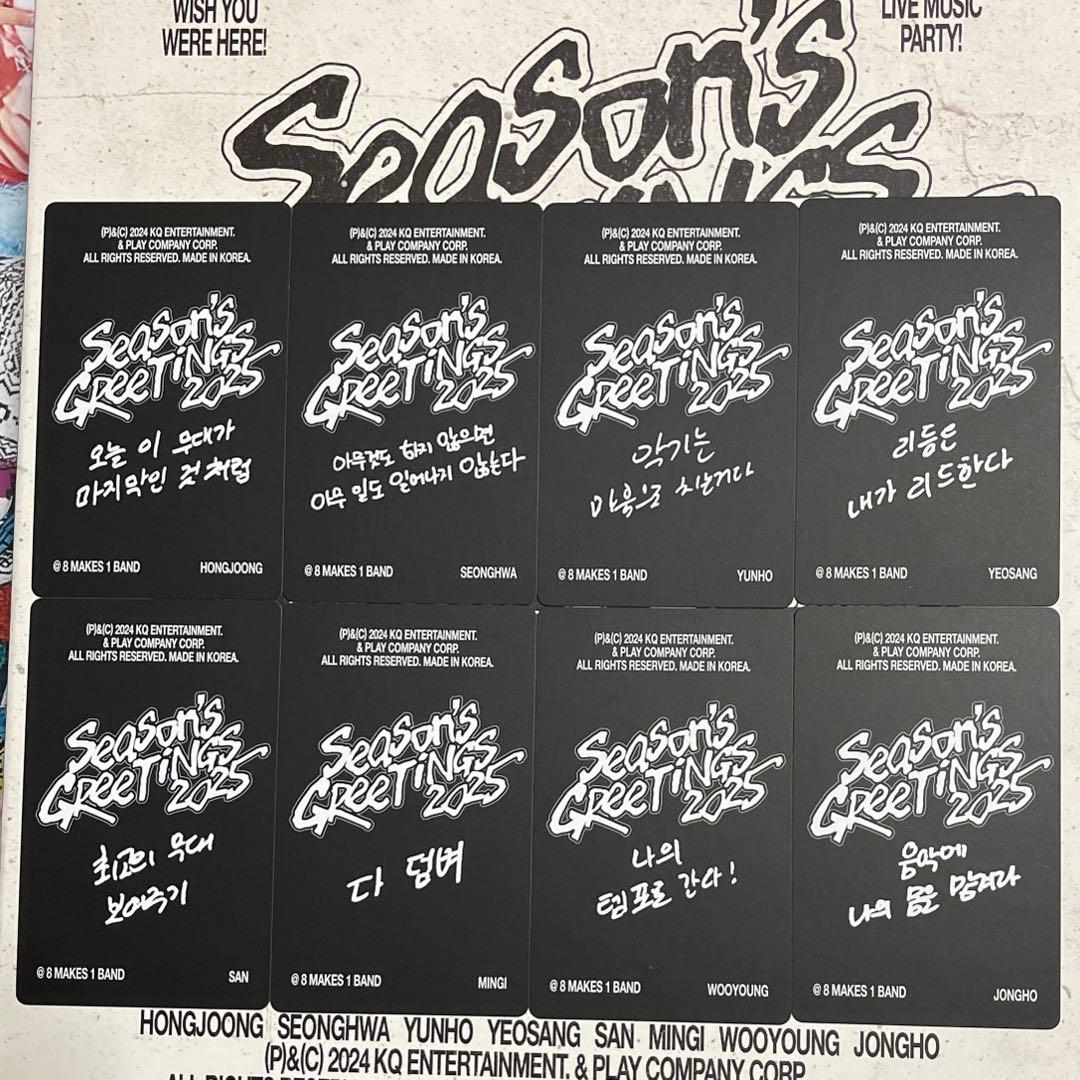 WISH YOU
WERE HERE!
LIVE MUSIC
PARTY!
Season's
(P)&(C) 2024 KQ ENTERTAINMENT.
& PLAY COMPANY CORP.
ALL RIGHTS RESERVED. MADE IN KOREA.
Season's
GREETINGS
2025
오늘 이 무대가
마지막인 것 처럼
@ 8 MAKES 1 BAND
HONGJOONG
(P)&(C) 2024 KQ ENTERTAINMENT.
& PLAY COMPANY CORP.
ALL RIGHTS RESERVED. MADE IN KOREA.
Season's
GREETINGS
2025
아무것도 하지 않으면
아무 일도 일어나지 않는다
@ 8 MAKES 1 BAND
SEONGHWA
(P)&(C) 2024 KQ ENTERTAINMENT.
& PLAY COMPANY CORP.
ALL RIGHTS RESERVED. MADE IN KOREA.
Season's
GREETINGS
2025
악기는
치는거다
@ 8 MAKES 1 BAND
YUNHO
(P)&(C) 2024 KQ ENTERTAINMENT.
& PLAY COMPANY CORP.
ALL RIGHTS RESERVED. MADE IN KOREA.
Season's
GREETINGS
2025
리듬은
내가 리드한다
@ 8 MAKES 1 BAND
YEOSANG
(P)&(C) 2024 KQ ENTERTAINMENT.
& PLAY COMPANY CORP.
ALL RIGHTS RESERVED. MADE IN KOREA.
Season's
GREETINGS
2025
최고의 무대
보여주기
@ 8 MAKES 1 BAND
SAN
(P)&(C) 2024 KQ ENTERTAINMENT.
& PLAY COMPANY CORP.
ALL RIGHTS RESERVED. MADE IN KOREA.
Season's
GREETINGS
2025
다 덤벼
@ 8 MAKES 1 BAND
MINGI
(P)&(C) 2024 KQ ENTERTAINMENT.
& PLAY COMPANY CORP.
ALL RIGHTS RESERVED. MADE IN KOREA.
Season's
GREETINGS
2025
나의
템포로 간다!
@ 8 MAKES 1 BAND
WOOYOUNG
(P)&(C) 2024 KQ ENTERTAINMENT.
& PLAY COMPANY CORP.
ALL RIGHTS RESERVED. MADE IN KOREA.
Season's
GREETINGS
2025
음악에
나의 몸을 맡겨라
@ 8 MAKES 1 BAND
JONGHO
HONGJOONG SEONGHWA YUNHO YEOSANG SAN MINGI WOOYOUNG JONGHO
(P)&(C) 2024 KQ ENTERTAINMENT. & PLAY COMPANY CORP.